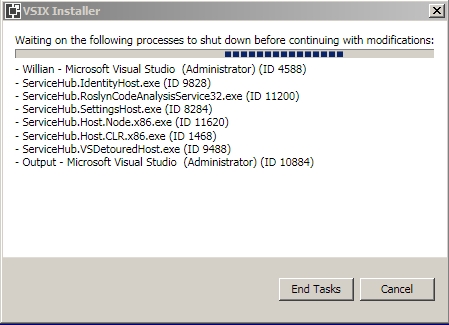 VSIX Installer
Waiting on the following processes to shut down before continuing with modifications:
- Willian - Microsoft Visual Studio  (Administrator) (ID 4588)
- ServiceHub.IdentityHost.exe (ID 9828)
- ServiceHub.RoslynCodeAnalysisService32.exe (ID 11200)
- ServiceHub.SettingsHost.exe (ID 8284)
- ServiceHub.Host.Node.x86.exe (ID 11620)
- ServiceHub.Host.CLR.x86.exe (ID 1468)
- ServiceHub.VSDetouredHost.exe (ID 9488)
- Output - Microsoft Visual Studio  (Administrator) (ID 10884)
End Tasks
Cancel